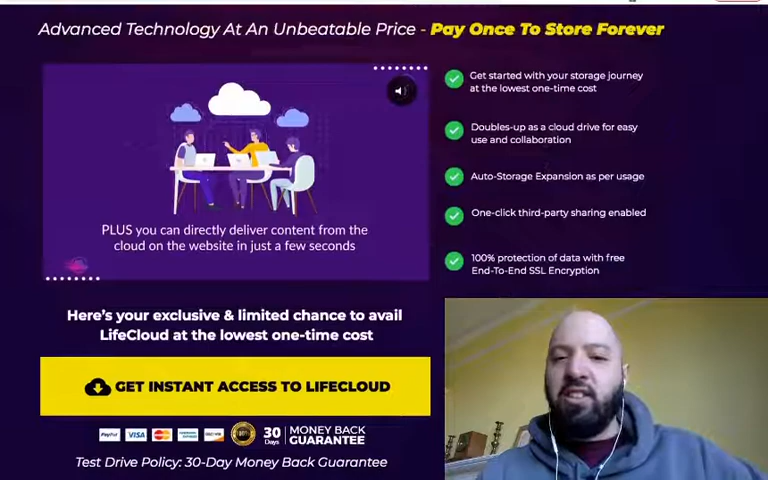 Advanced Technology At An Unbeatable Price - Pay Once To Store Forever
PLUS you can directly deliver content from the
cloud on the website in just a few seconds
Get started with your storage journey
at the lowest one-time cost
Doubles-up as a cloud drive for easy
use and collaboration
Auto-Storage Expansion as per usage
One-click third-party sharing enabled
100% protection of data with free
End-To-End SSL Encryption
Here's your exclusive & limited chance to avail
LifeCloud at the lowest one-time cost
GET INSTANT ACCESS TO LIFECLOUD
PayPal VISA
30 Days MONEY BACK
GUARANTEE
Test Drive Policy: 30-Day Money Back Guarantee